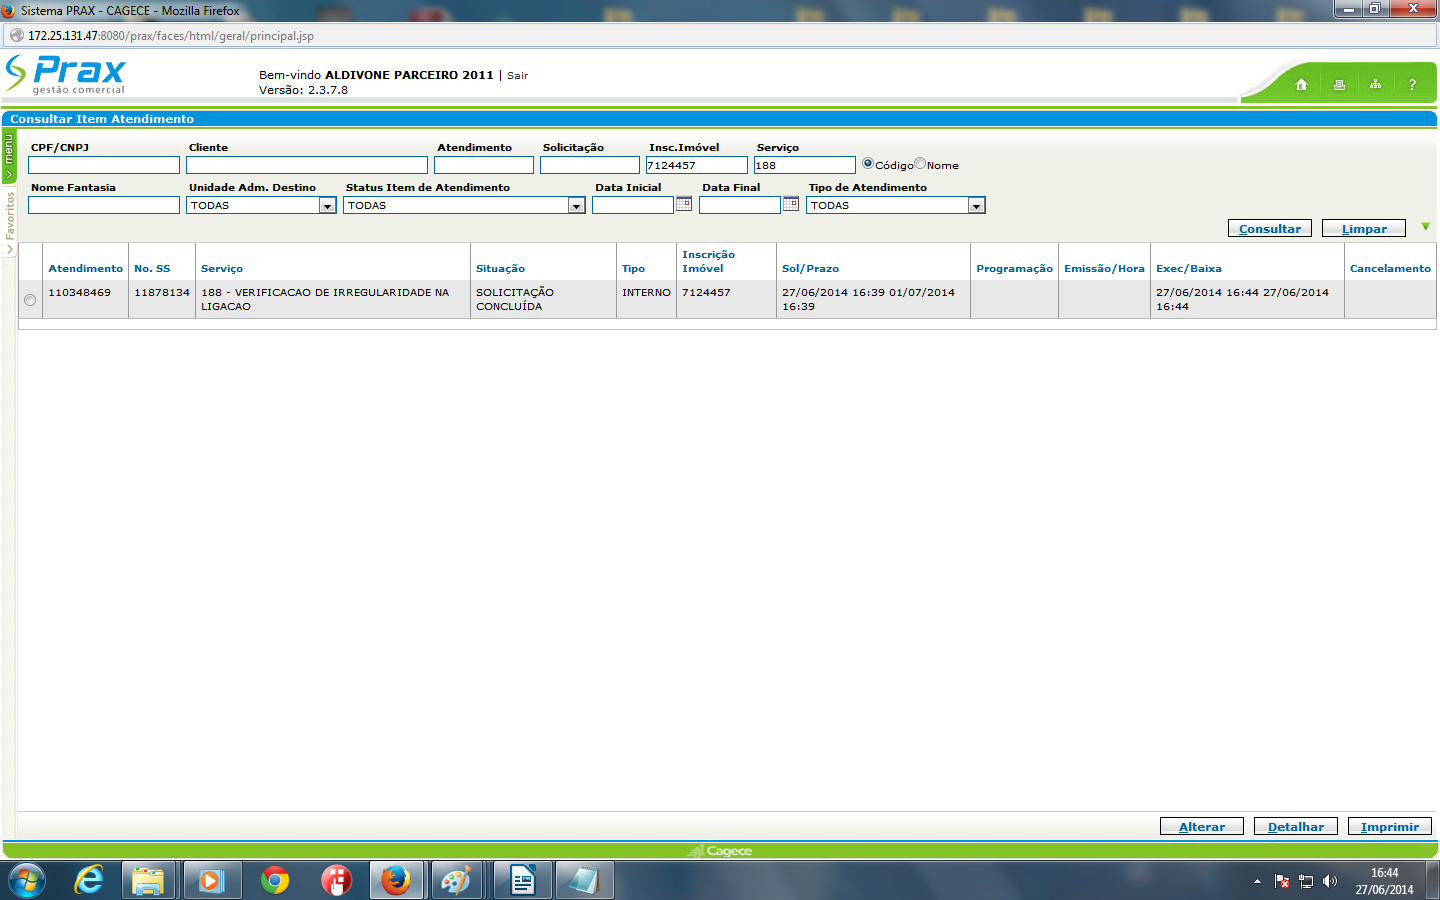 Sistema PRAX - CAGECE - Mozilla Firefox
172.25.131.47:8080/prax/faces/html/geral/principal.jsp
Prax
gestão comercial
Bem-vindo ALDIVONE PARCEIRO 2011 | Sair
Versão: 2.3.7.8
?
Consultar Item Atendimento
menu
Favoritos
CPF/CNPJ Cliente Atendimento Solicitação Insc.Imóvel Serviço
7124457 188 Código Nome
Nome Fantasia Unidade Adm. Destino Status Item de Atendimento Data Inicial Data Final Tipo de Atendimento
TODAS TODAS TODAS
Consultar Limpar
Atendimento No. SS Serviço Situação Tipo Inscrição Imóvel Sol/Prazo Programação Emissão/Hora Exec/Baixa Cancelamento
110348469 11878134 188 - VERIFICACAO DE IRREGULARIDADE NA SOLICITAÇÃO INTERNO 7124457 27/06/2014 16:39 01/07/2014 27/06/2014 16:44 27/06/2014
LIGACAO CONCLUÍDA 16:39 16:44
Alterar Detalhar Imprimir
Cagece
16:44
27/06/2014